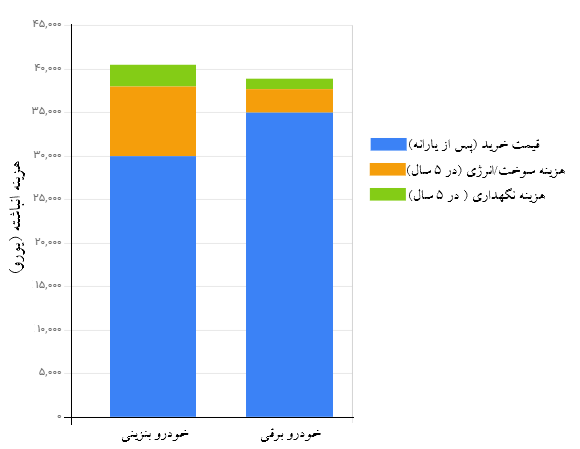 ۴۵,۰۰۰
۴۰,۰۰۰
۳۵,۰۰۰
۳۰,۰۰۰
۲۵,۰۰۰
۲۰,۰۰۰
۱۵,۰۰۰
۱۰,۰۰۰
۵,۰۰۰
۰
هزینه انباشته (یورو)
خودرو بنزینی
خودرو برقی
قیمت خرید (پس از یارانه)
هزینه سوخت/انرژی (در ۵ سال)
هزینه نگهداری ( در ۵ سال)